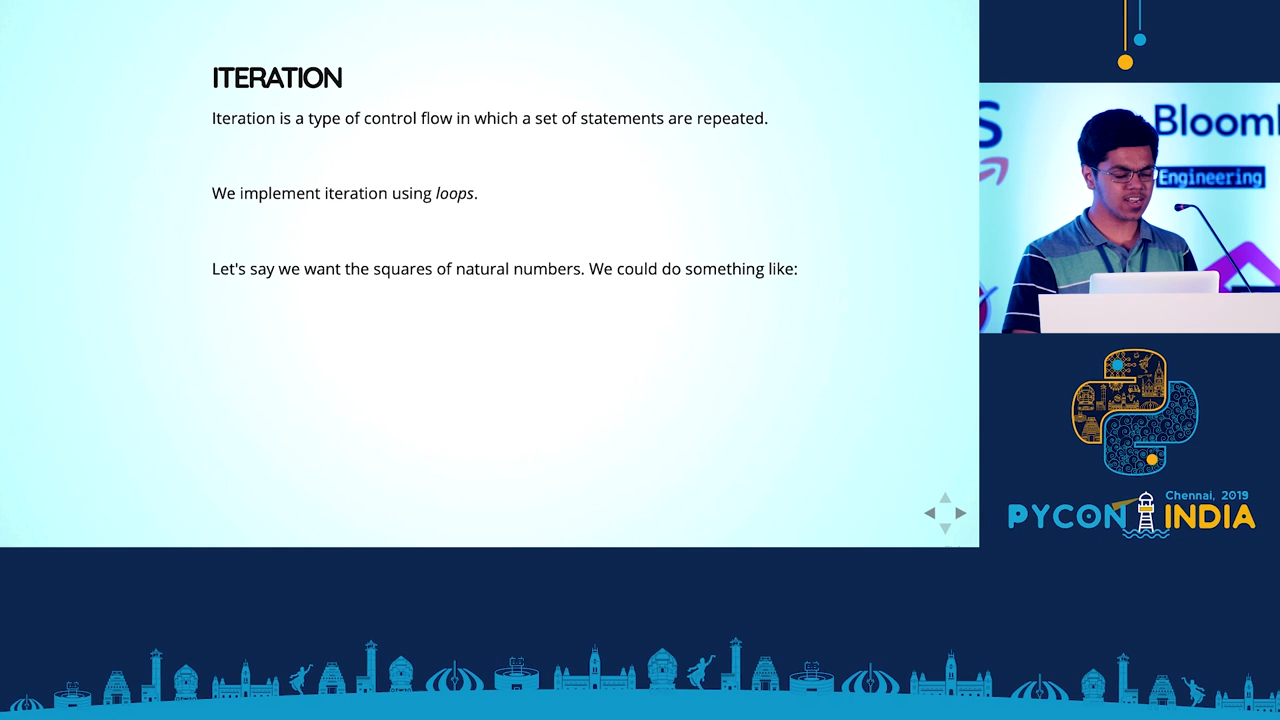 ITERATION
Iteration is a type of control flow in which a set of statements are repeated.
We implement iteration using loops.
Let's say we want the squares of natural numbers. We could do something like:
S
Bloom
Engineering
Chennai, 2019
PYCON INDIA